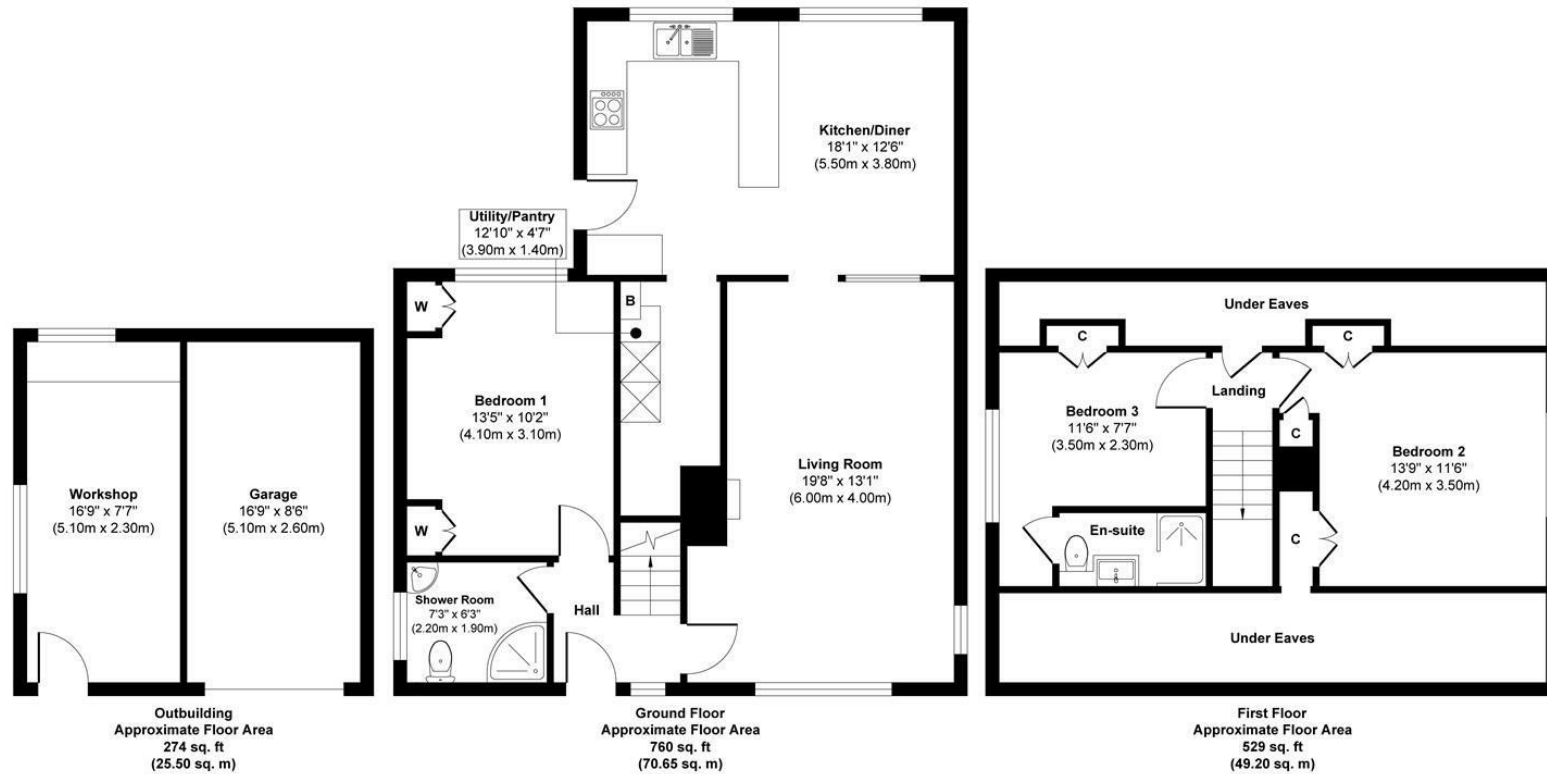 Kitchen/Diner
18'1" x 12'6"
(5.50m x 3.80m)
Utility/Pantry
12'10" x 4'7"
(3.90m x 1.40m)
W
B
Bedroom 1
13'5" x 10'2"
(4.10m x 3.10m)
W
Living Room
19'8" x 13'1"
(6.00m x 4.00m)
Shower Room
7'3" x 6'3"
(2.20m x 1.90m)
Hall
Workshop
16'9" x 7'7"
(5.10m x 2.30m)
Garage
16'9" x 8'6"
(5.10m x 2.60m)
Under Eaves
C
C
Landing
Bedroom 3
11'6" x 7'7"
(3.50m x 2.30m)
C
Bedroom 2
13'9" x 11'6"
(4.20m x 3.50m)
En-suite
C
Under Eaves
Outbuilding
Approximate Floor Area
274 sq. ft
(25.50 sq. m)
Ground Floor
Approximate Floor Area
760 sq. ft
(70.65 sq. m)
First Floor
Approximate Floor Area
529 sq. ft
(49.20 sq. m)